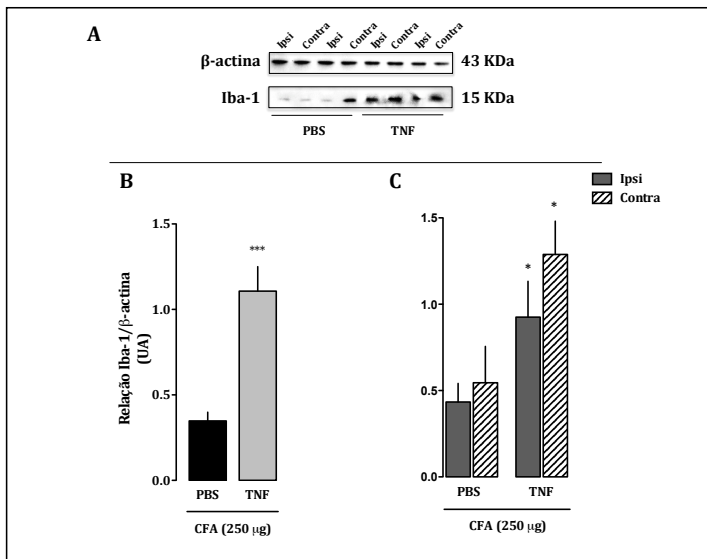 A
Ipsi Contra Ipsi Contra Ipsi Contra Ipsi Contra
β-actina 43 KDa
Iba-1 15 KDa
PBS TNF
B
Relação Iba-1/β-actina
(UA)
1.5
1.0
0.5
0.0
***
PBS TNF
CFA (250 µg)
C
Ipsi
Contra
1.5
1.0
0.5
0.0
*
*
PBS TNF
CFA (250 µg)